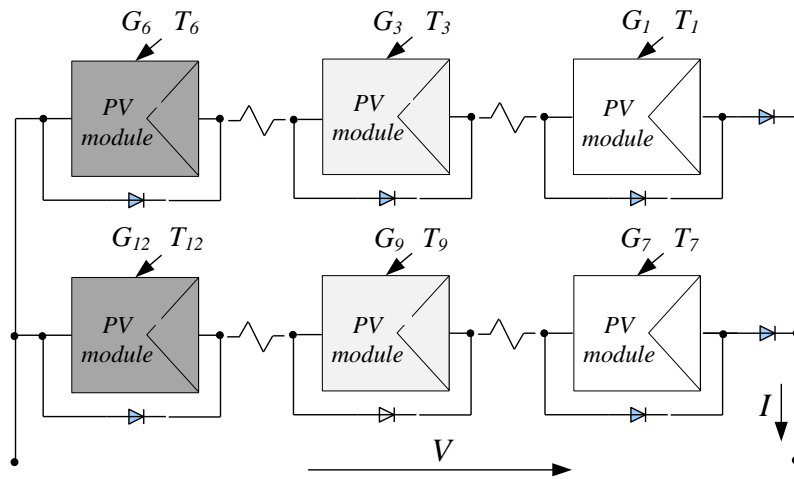 G6 T6
G3 T3
G1 T1
PV module
PV module
PV module
G12 T12
G9 T9
G7 T7
PV module
PV module
PV module
I
V